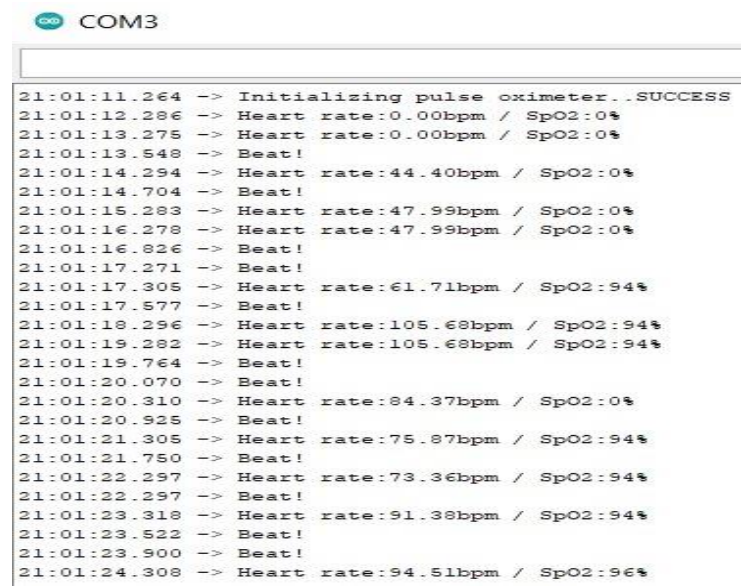 COM3
21:01:11.264 -> Initializing pulse oximeter..SUCCESS
21:01:12.286 -> Heart rate:0.00bpm / SpO2:0%
21:01:13.275 -> Heart rate:0.00bpm / SpO2:0%
21:01:13.548 -> Beat!
21:01:14.294 -> Heart rate:44.40bpm / SpO2:0%
21:01:14.704 -> Beat!
21:01:15.283 -> Heart rate:47.99bpm / SpO2:0%
21:01:16.278 -> Heart rate:47.99bpm / SpO2:0%
21:01:16.826 -> Beat!
21:01:17.271 -> Beat!
21:01:17.305 -> Heart rate:61.71bpm / SpO2:94%
21:01:17.577 -> Beat!
21:01:18.296 -> Heart rate:105.68bpm / SpO2:94%
21:01:19.282 -> Heart rate:105.68bpm / SpO2:94%
21:01:19.764 -> Beat!
21:01:20.070 -> Beat!
21:01:20.310 -> Heart rate:84.37bpm / SpO2:0%
21:01:20.925 -> Beat!
21:01:21.305 -> Heart rate:75.87bpm / SpO2:94%
21:01:21.750 -> Beat!
21:01:22.297 -> Heart rate:73.36bpm / SpO2:94%
21:01:22.297 -> Beat!
21:01:23.318 -> Heart rate:91.38bpm / SpO2:94%
21:01:23.522 -> Beat!
21:01:23.900 -> Beat!
21:01:24.308 -> Heart rate:94.51bpm / SpO2:96%